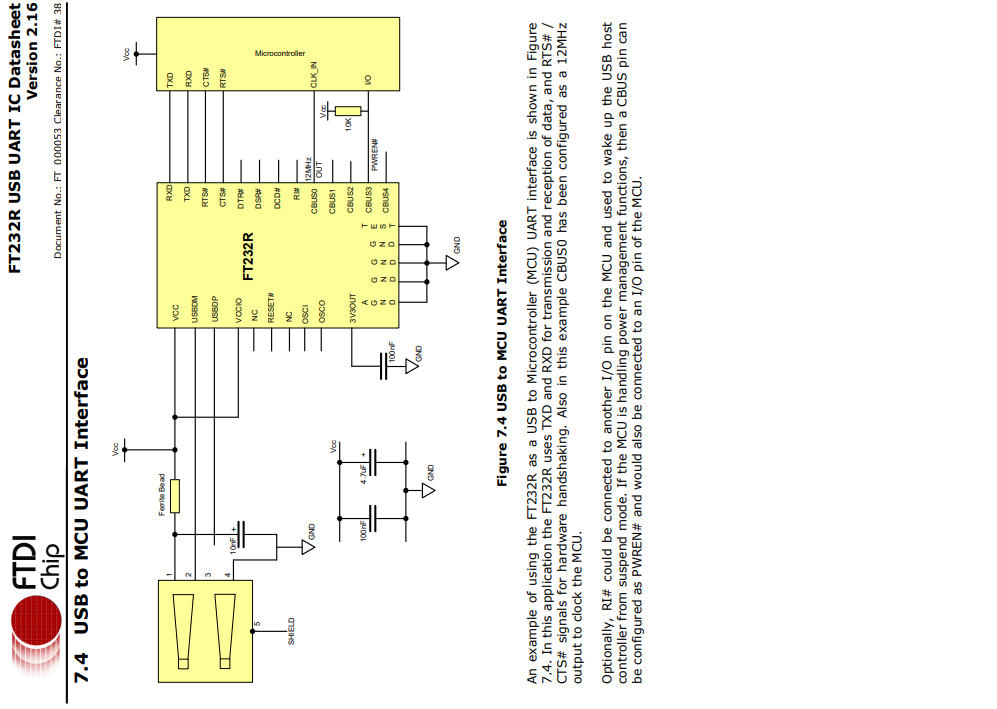 FT232R USB UART IC Datasheet
Version 2.16
Document No.: FT_000053 Clearance No.: FTDI# 38
FTDI
Chip
7.4 USB to MCU UART Interface
Vcc
Ferrite Bead
1
2
3
4
5
SHIELD
10nF
+
GND
Vcc
100nF
4.7uF
+
GND
VCC
USBDM
USBDP
VCCIO
NC
RESET#
NC
OSCI
OSCO
3V3OUT
100nF
GND
FT232R
AGND
GND
GND
GND
TEST
GND
RXD
TXD
RTS#
CTS#
DTR#
DSR#
DCD#
RI#
CBUS0
CBUS1
CBUS2
CBUS3
CBUS4
12MHz
OUT
PWREN#
Vcc
10K
Vcc
TXD
RXD
CTS#
RTS#
CLK_IN
I/O
Microcontroller
Figure 7.4 USB to MCU UART Interface
An example of using the FT232R as a USB to Microcontroller (MCU) UART interface is shown in Figure
7.4. In this application the FT232R uses TXD and RXD for transmission and reception of data, and RTS# /
CTS# signals for hardware handshaking. Also in this example CBUS0 has been configured as a 12MHz
output to clock the MCU.
Optionally, RI# could be connected to another I/O pin on the MCU and used to wake up the USB host
controller from suspend mode. If the MCU is handling power management functions, then a CBUS pin can
be configured as PWREN# and would also be connected to an I/O pin of the MCU.